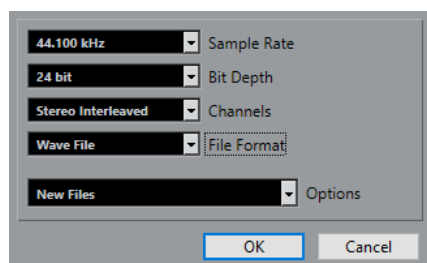 44.100 kHz Sample Rate
24 bit Bit Depth
Stereo Interleaved Channels
Wave File File Format
New Files Options
OK Cancel